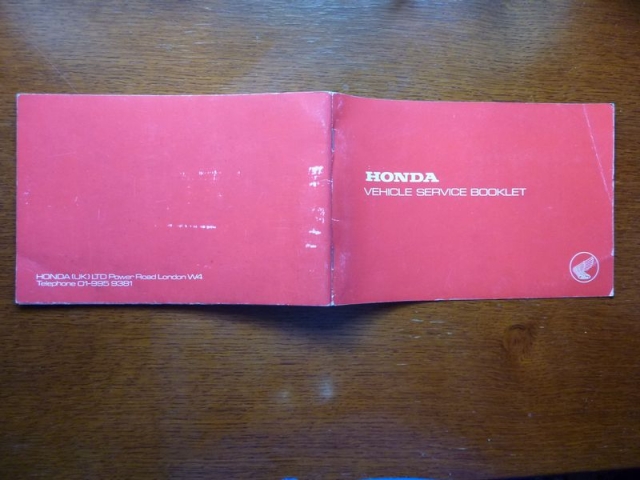 HONDA
VEHICLE SERVICE BOOKLET
HONDA (UK) LTD Power Road London W4
Telephone 01-995 9381